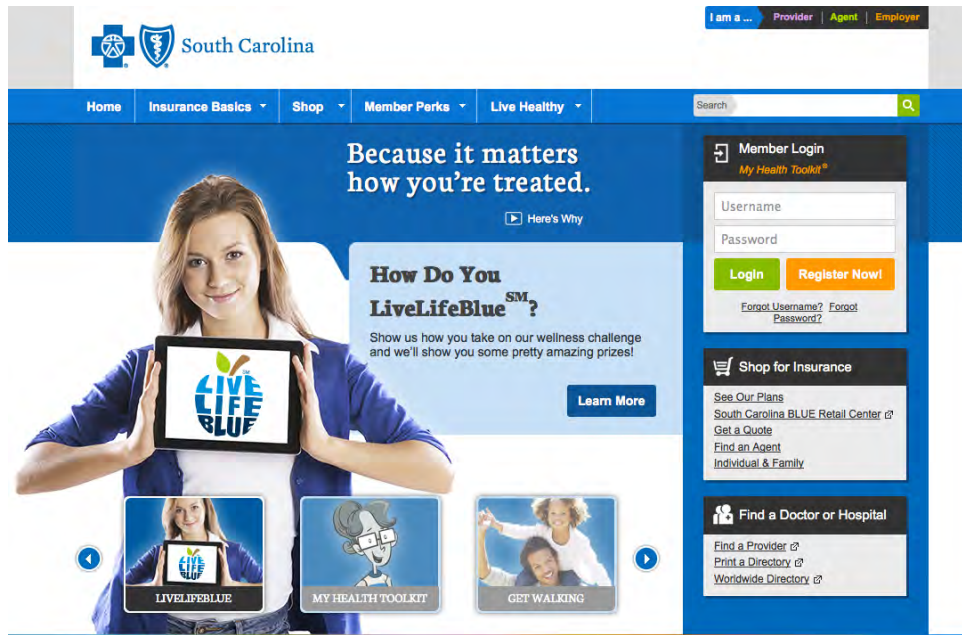 I am a ...
Provider | Agent | Employer
South Carolina
Home
Insurance Basics
Shop
Member Perks
Live Healthy
Search
Because it matters
how you're treated.
Here's Why
How Do You
LiveLifeBlue℠?
Show us how you take on our wellness challenge
and we'll show you some pretty amazing prizes!
Learn More
LIVE
LIFE
BLUE
SM
LIVE
LIFE
BLUE
LIVELIFEBLUE
MY HEALTH TOOLKIT
GET WALKING
Member Login
My Health Toolkit®
Username
Password
Login
Register Now!
Forgot Username? Forgot
Password?
Shop for Insurance
See Our Plans
South Carolina BLUE Retail Center
Get a Quote
Find an Agent
Individual & Family
Find a Doctor or Hospital
Find a Provider
Print a Directory
Worldwide Directory